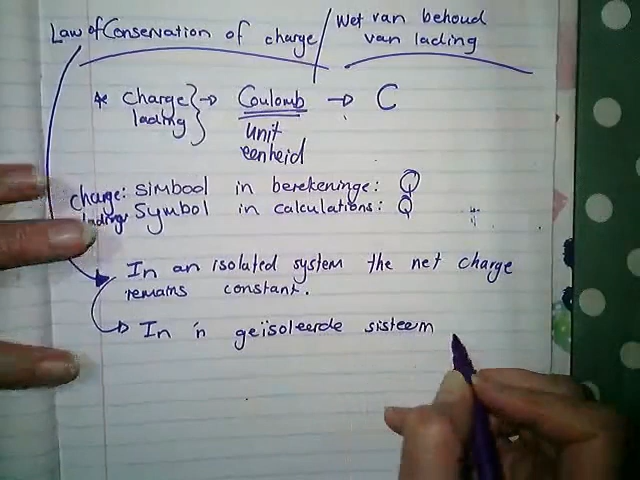 Law of Conservation of charge / Wet van behoud van lading
* charge lading } → Coulomb → C
unit
eenheid
charge: simbool in berekeninge: Q
lading: Symbol in calculations: Q
In an isolated system the net charge
remains constant.
In 'n geïsoleerde sisteem